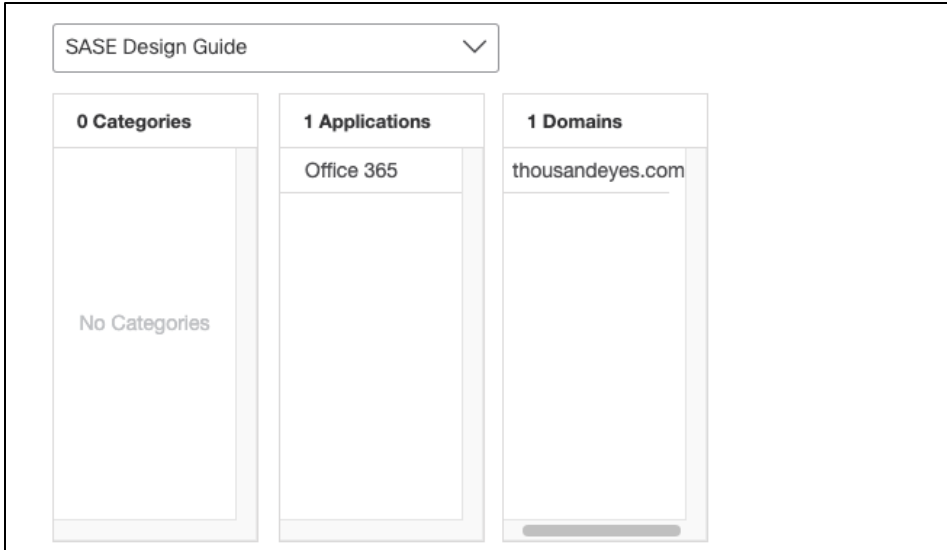 SASE Design Guide
0 Categories
1 Applications
1 Domains
Office 365
thousandeyes.com
No Categories